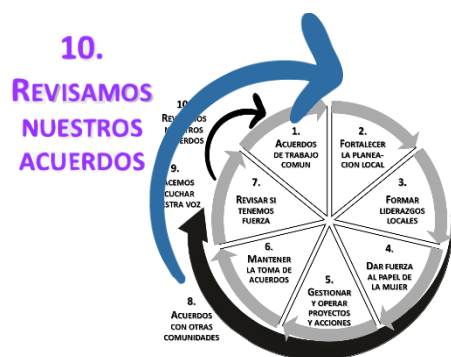 10.
REVISAMOS
NUESTROS
ACUERDOS
1.
ACUERDOS
DE TRABAJO
COMUN
2.
FORTALECER
LA PLANEA-
CION LOCAL
3.
FORMAR
LIDERAZGOS
LOCALES
4.
DAR FUERZA
AL PAPEL DE
LA MUJER
5.
GESTIONAR
Y OPERAR
PROYECTOS
Y ACCIONES
6.
MANTENER
LA TOMA DE
ACUERDOS
7.
REVISAR SI
TENEMOS
FUERZA
8.
ACUERDOS
CON OTRAS
COMUNIDADES
9.